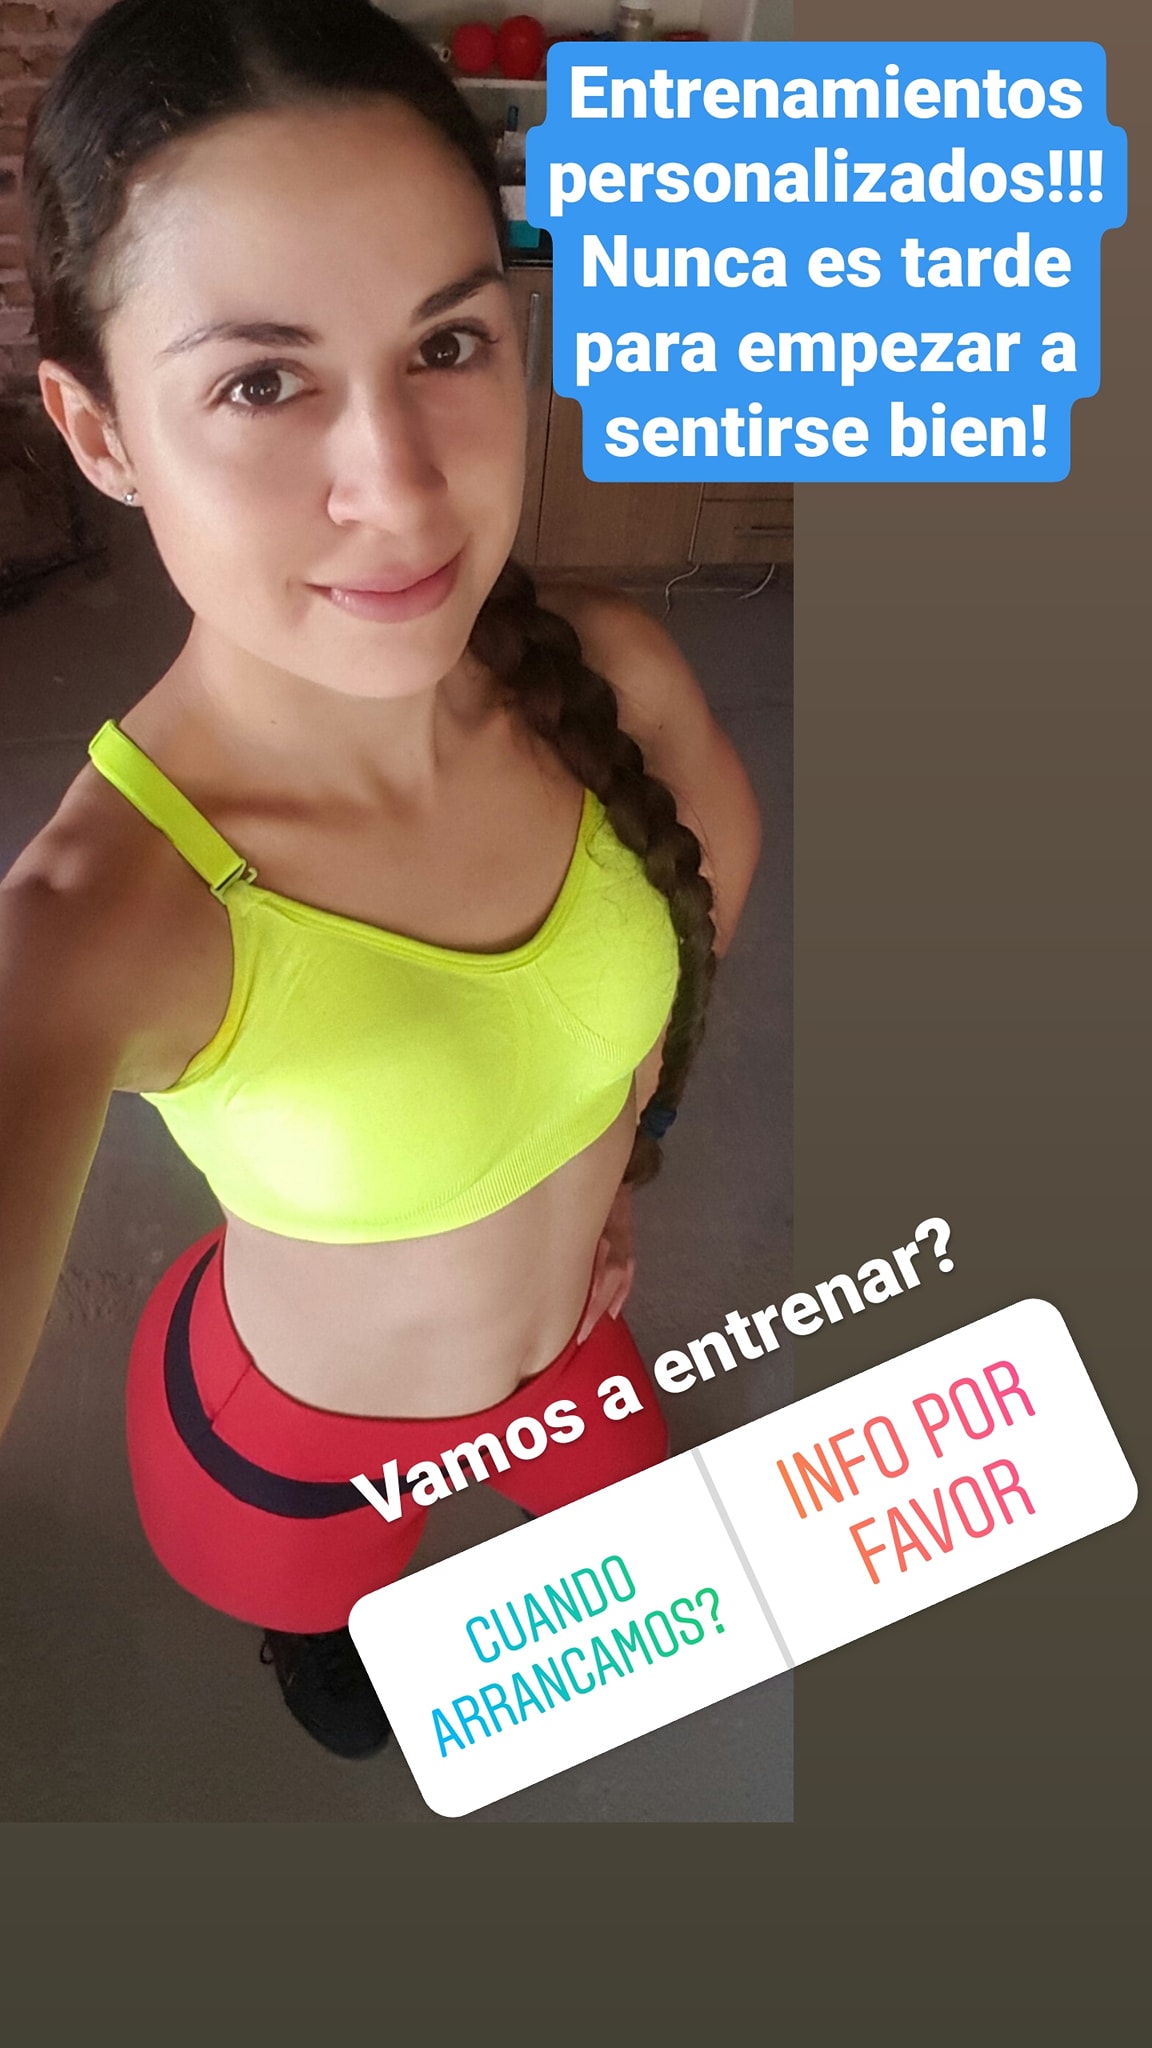 Entrenamientos
personalizados!!!
Nunca es tarde
para empezar a
sentirse bien!
Vamos a entrenar?
CUANDO
ARRANCAMOS?
INFO POR
FAVOR